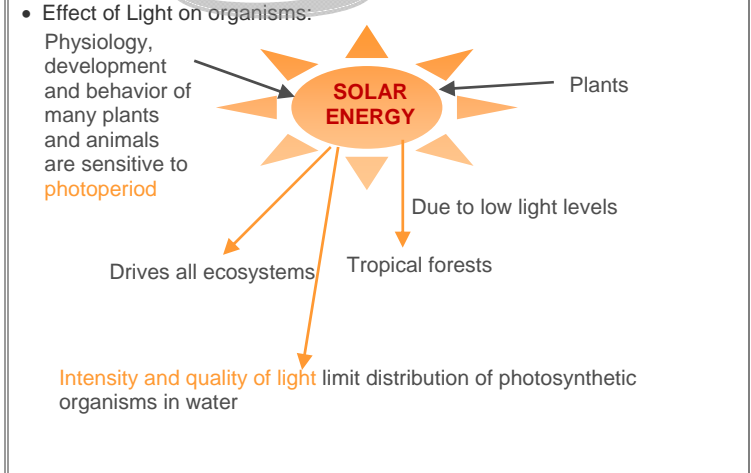 • Effect of Light on organisms:
Physiology,
development
and behavior of
many plants
and animals
are sensitive to
photoperiod
SOLAR
ENERGY
Plants
Due to low light levels
Drives all ecosystems
Tropical forests
Intensity and quality of light limit distribution of photosynthetic
organisms in water